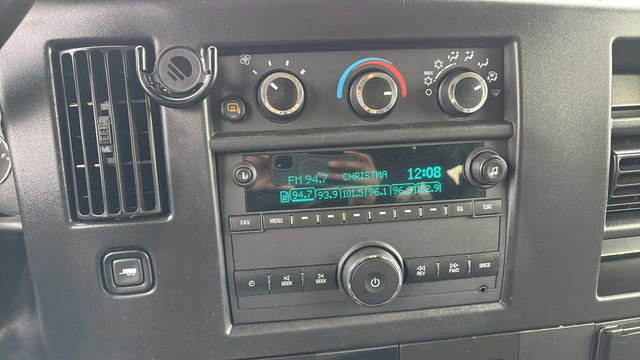 MAX
FM 94.7 CHRISTMA 12:08
94.7 93.9 101.5 96.1 96.9 102.9
FAV MENU EQ CAT
SEEK SEEK REV FWD SRCE